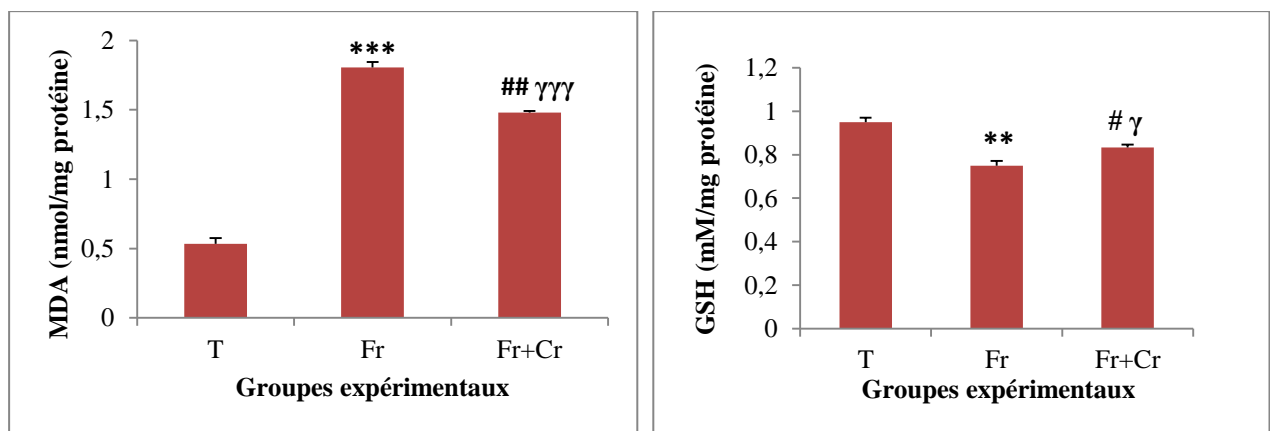 MDA (nmol/mg protéine)
2
1,5
1
0,5
0
***
## γγγ
T Fr Fr+Cr
Groupes expérimentaux
GSH (mM/mg protéine)
1,2
1
0,8
0,6
0,4
0,2
0
**
# γ
T Fr Fr+Cr
Groupes expérimentaux